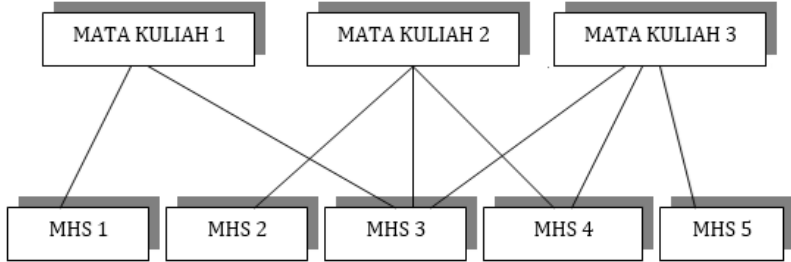 MATA KULIAH 1
MATA KULIAH 2
MATA KULIAH 3
MHS 1
MHS 2
MHS 3
MHS 4
MHS 5